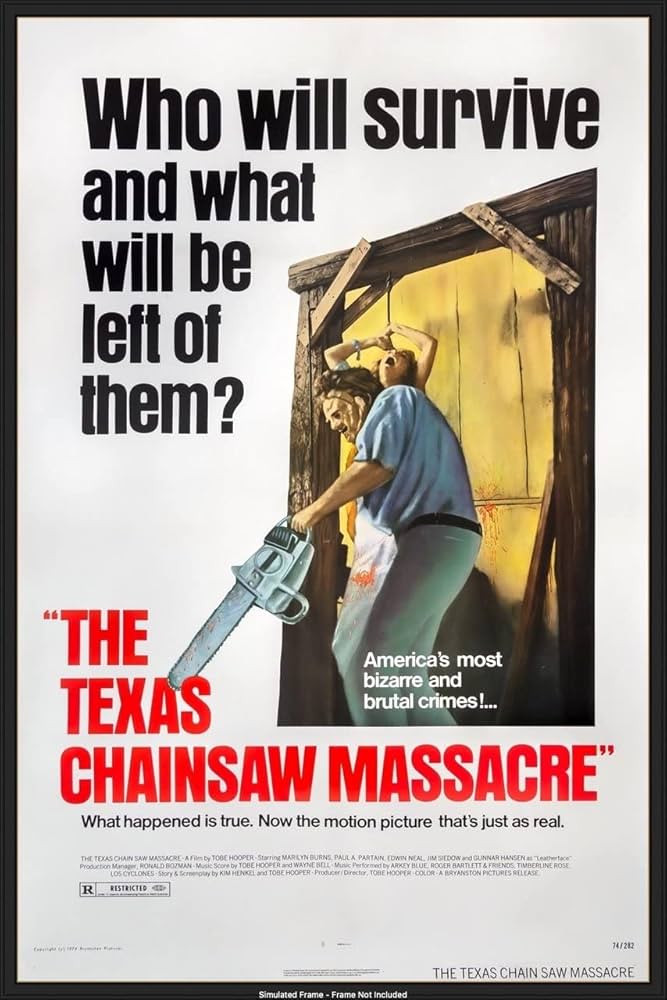 Who will survive
and what
will be
left of
them?
America's most
bizarre and
brutal crimes!...
"THE
TEXAS
CHAINSAW MASSACRE"
What happened is true. Now the motion picture that's just as real.
THE TEXAS CHAIN SAW MASSACRE · A Film by TOBE HOOPER · Starring MARILYN BURNS, PAUL A. PARTAIN, EDWIN NEAL, JIM SIEDOW and GUNNAR HANSEN as "Leatherface"
Production Manager, RONALD BOZMAN · Music Score by TOBE HOOPER and WAYNE BELL · Music Performed by ARKEY BLUE, ROGER BARTLETT & FRIENDS, TIMBERLINE ROSE,
LOS CYCLONES · Story & Screenplay by KIM HENKEL and TOBE HOOPER · Producer/Director, TOBE HOOPER · COLOR · A BRYANSTON PICTURES RELEASE.
R RESTRICTED
Copyright (c) 1974 Bryanston Pictures
74/282
THE TEXAS CHAIN SAW MASSACRE
Simulated Frame - Frame Not Included